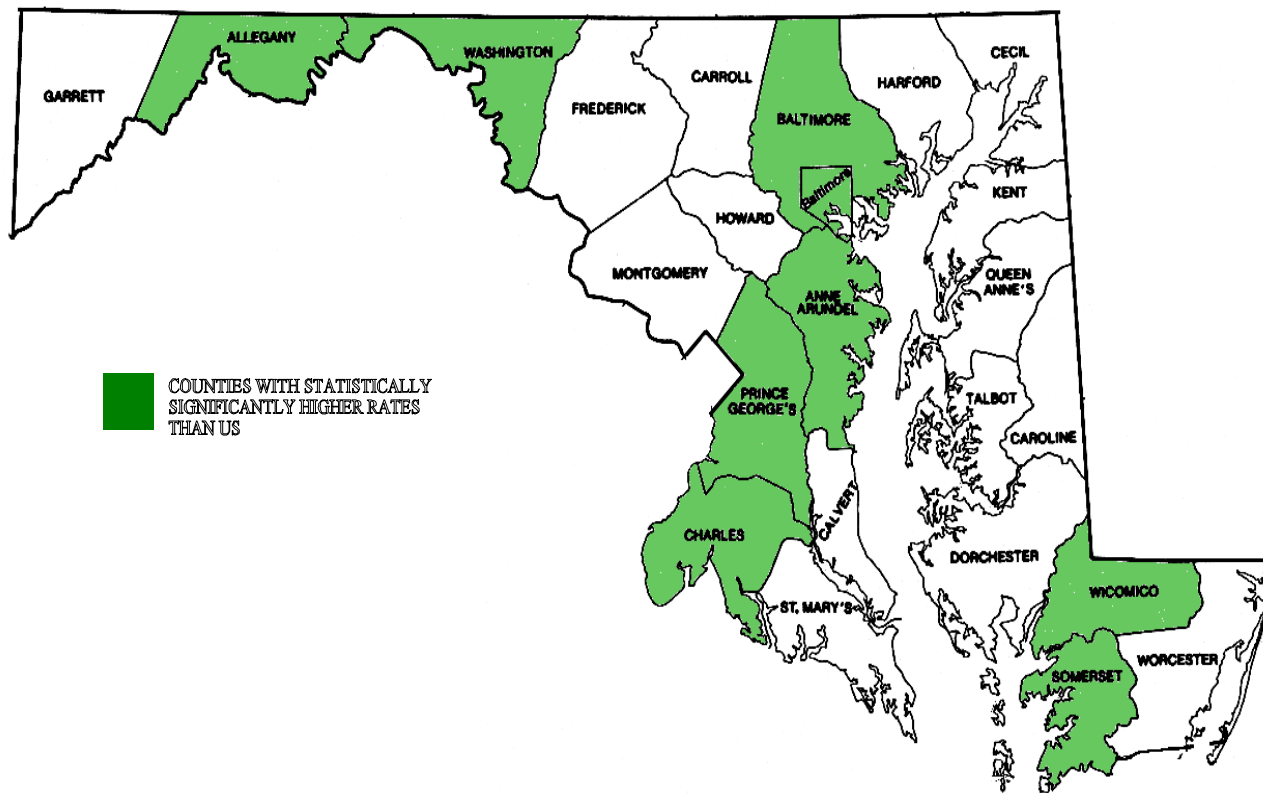 ALLEGANY
WASHINGTON
CECIL
GARRETT
CARROLL
HARFORD
FREDERICK
BALTIMORE
Baltimore
KENT
HOWARD
MONTGOMERY
QUEEN
ANNE'S
ANNE
ARUNDEL
COUNTIES WITH STATISTICALLY
SIGNIFICANTLY HIGHER RATES
THAN US
PRINCE
GEORGE'S
TALBOT
CAROLINE
CALVERT
CHARLES
DORCHESTER
WICOMICO
ST. MARY'S
WORCESTER
SOMERSET